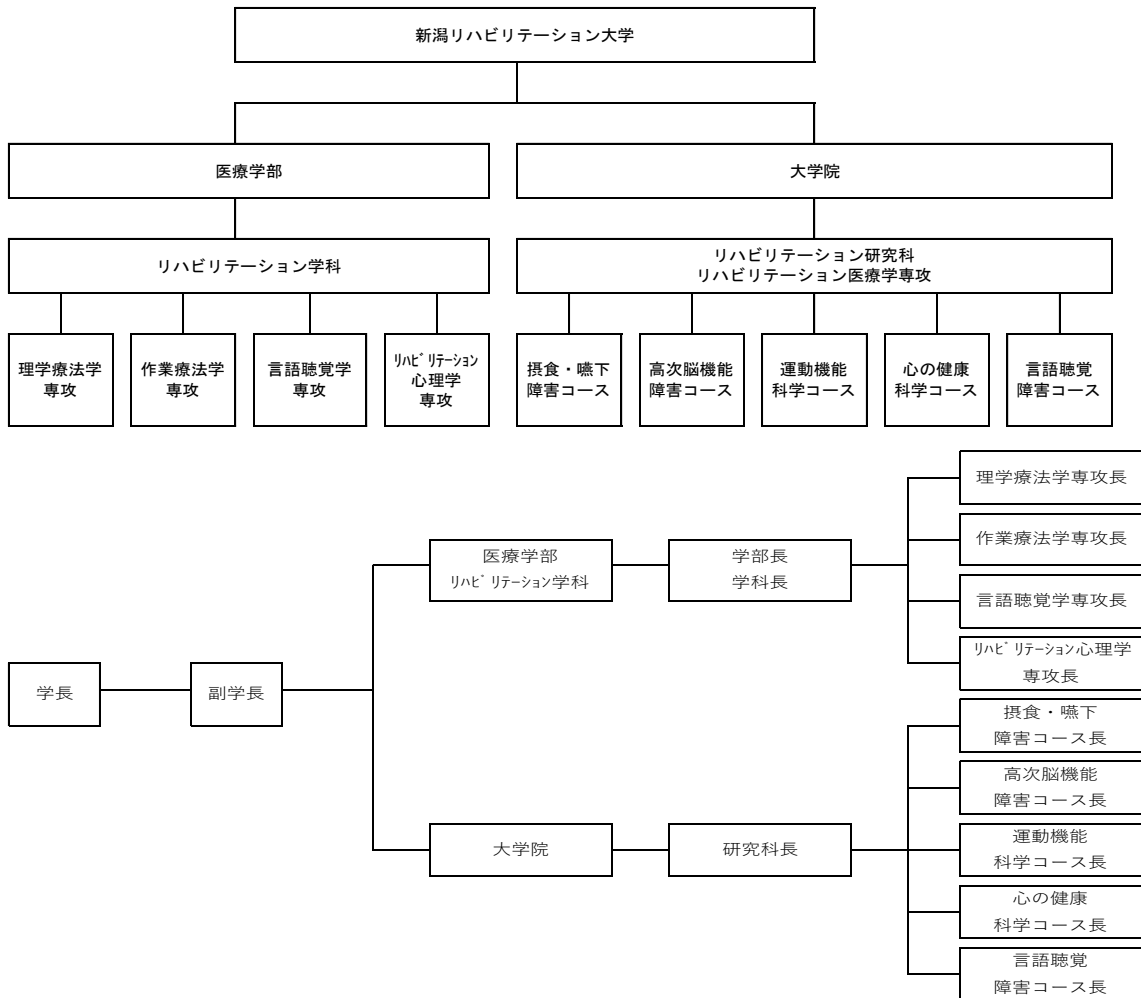 新潟リハビリテーション大学
医療学部
大学院
リハビリテーション学科
リハビリテーション研究科
リハビリテーション医療学専攻
理学療法学
専攻
作業療法学
専攻
言語聴覚学
専攻
ﾘﾊﾋﾞﾘﾃｰｼｮﾝ
心理学
専攻
摂食・嚥下
障害コース
高次脳機能
障害コース
運動機能
科学コース
心の健康
科学コース
言語聴覚
障害コース
学長
副学長
医療学部
ﾘﾊﾋﾞﾘﾃｰｼｮﾝ学科
学部長
学科長
理学療法学専攻長
作業療法学専攻長
言語聴覚学専攻長
ﾘﾊﾋﾞﾘﾃｰｼｮﾝ心理学
専攻長
大学院
研究科長
摂食・嚥下
障害コース長
高次脳機能
障害コース長
運動機能
科学コース長
心の健康
科学コース長
言語聴覚
障害コース長